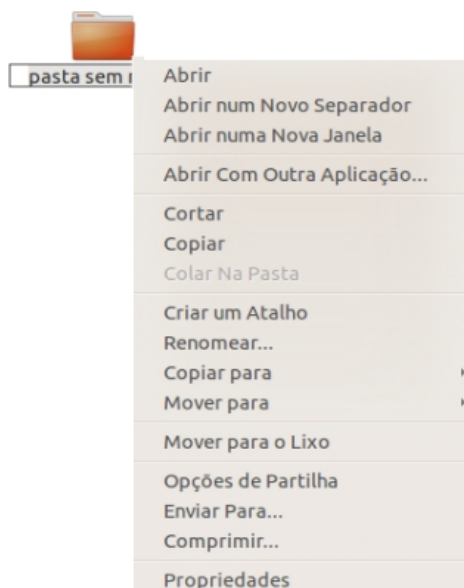 pasta sem
Abrir
Abrir num Novo Separador
Abrir numa Nova Janela
Abrir Com Outra Aplicação...
Cortar
Copiar
Colar Na Pasta
Criar um Atalho
Renomear...
Copiar para
Mover para
Mover para o Lixo
Opções de Partilha
Enviar Para...
Comprimir...
Propriedades